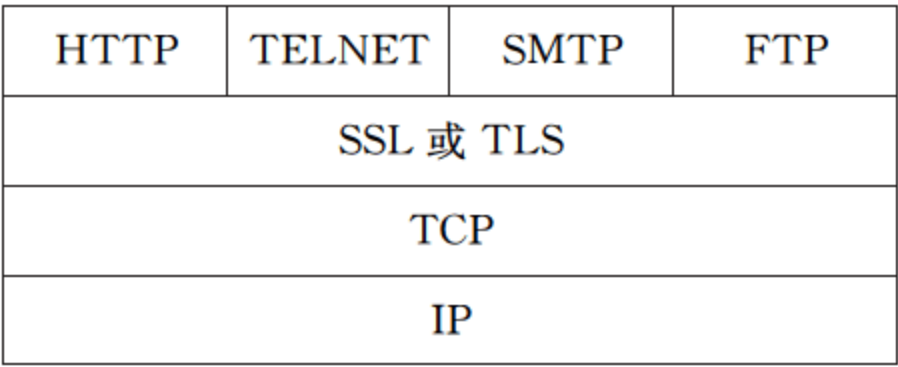 HTTP TELNET SMTP FTP
SSL 或 TLS
TCP
IP